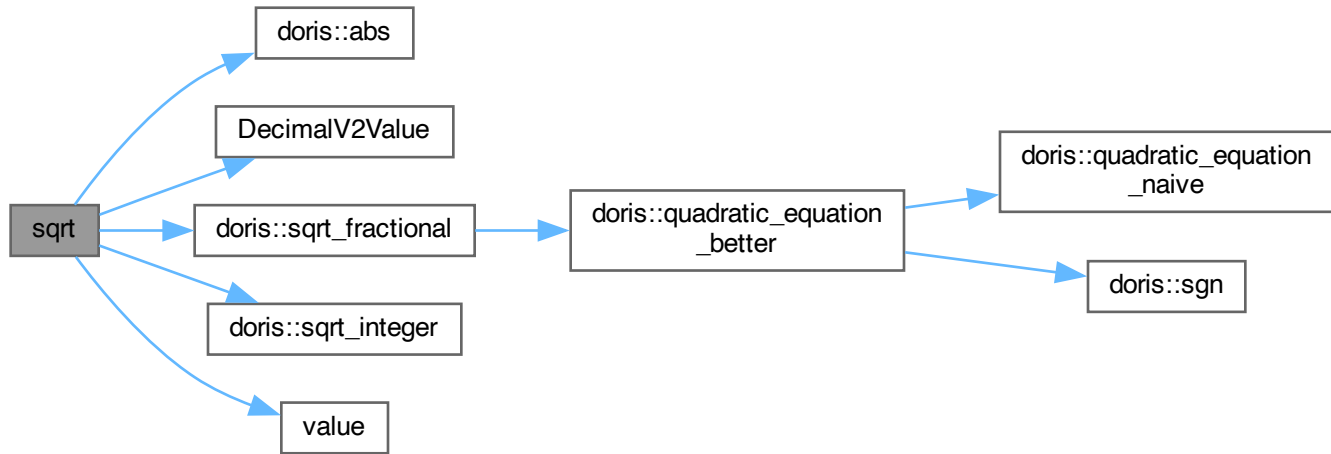 sqrt
doris::abs
DecimalV2Value
doris::sqrt_fractional
doris::sqrt_integer
value
doris::quadratic_equation
_better
doris::quadratic_equation
_naive
doris::sgn